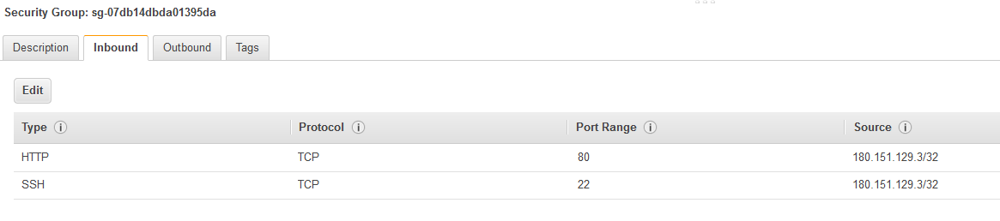 Security Group: sg-07db14dbda01395da
Description Inbound Outbound Tags
Edit
Type Protocol Port Range Source
HTTP TCP 80 180.151.129.3/32
SSH TCP 22 180.151.129.3/32